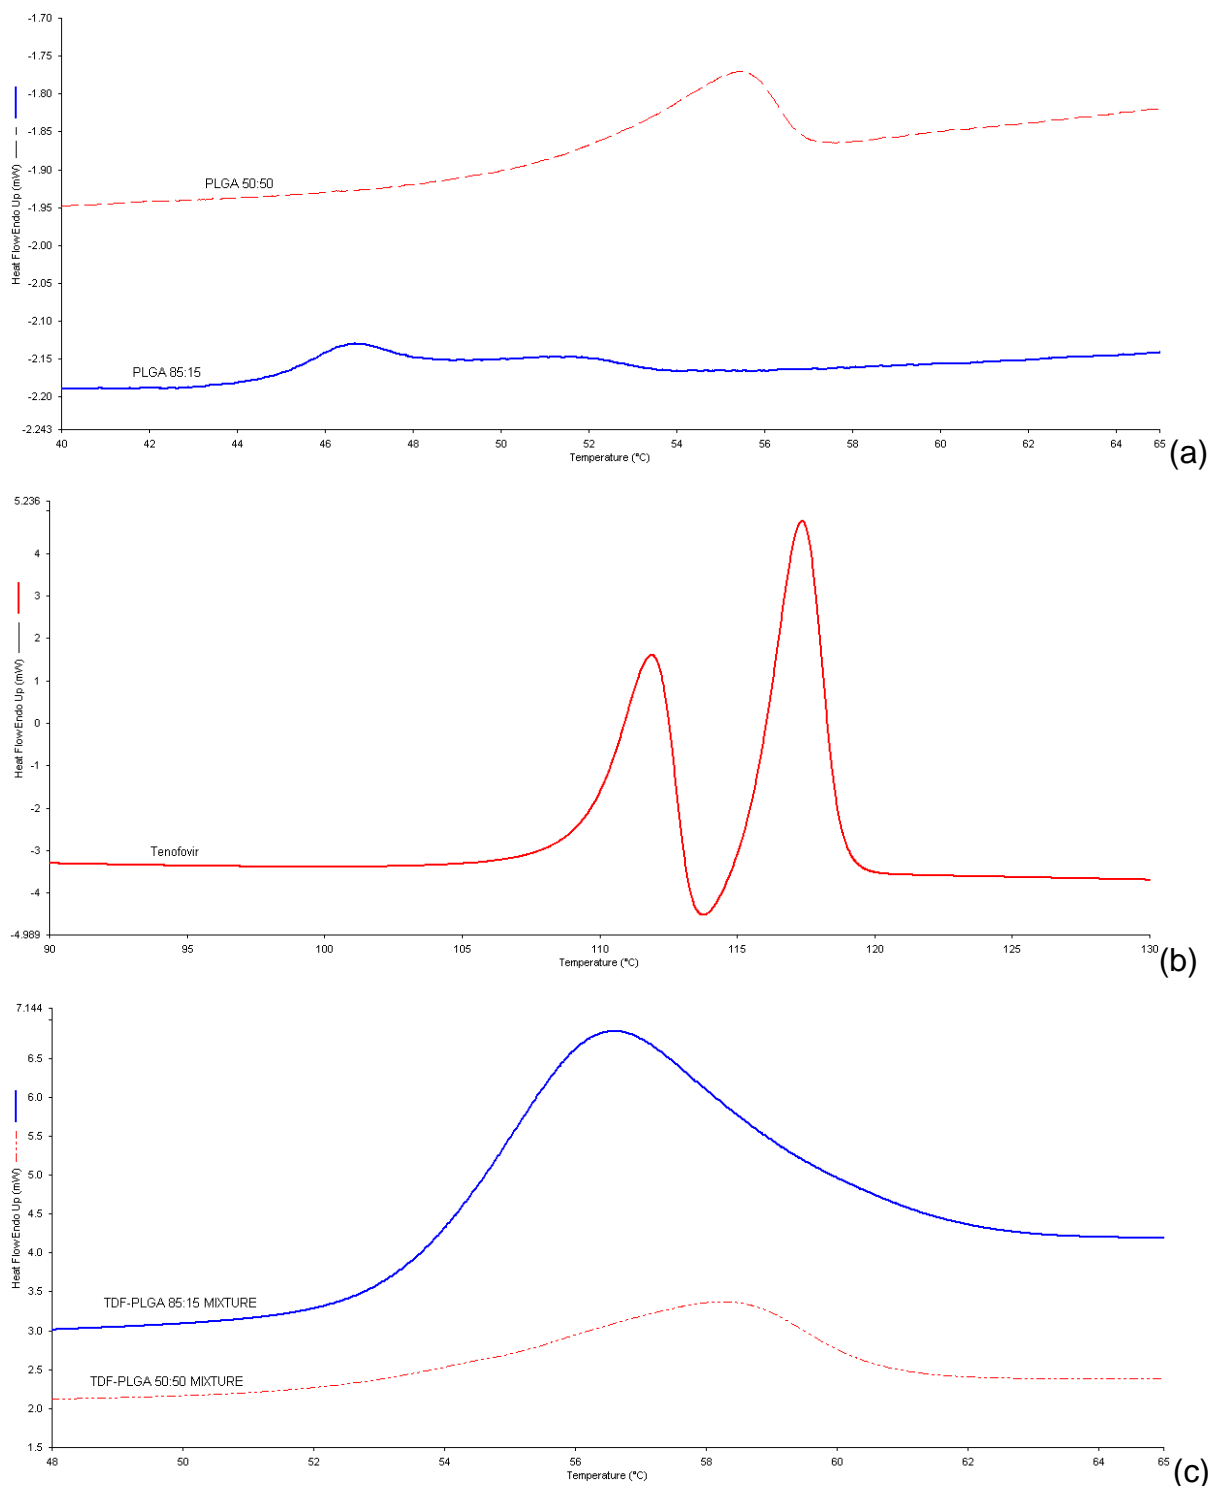 -1.70
-1.75
-1.80
-1.85
-1.90
-1.95
-2.00
-2.05
-2.10
-2.15
-2.20
-2.243
Heat Flow Endo Up (mW)
PLGA 50:50
PLGA 85:15
40 42 44 46 48 50 52 54 56 58 60 62 64 65
Temperature (°C)
(a)
5.236
4
3
2
1
0
-1
-2
-3
-4
-4.989
Heat Flow Endo Up (mW)
Tenofovir
90 95 100 105 110 115 120 125 130
Temperature (°C)
(b)
7.144
6.5
6.0
5.5
5.0
4.5
4.0
3.5
3.0
2.5
2.0
1.5
Heat Flow Endo Up (mW)
TDF-PLGA 85:15 MIXTURE
TDF-PLGA 50:50 MIXTURE
48 50 52 54 56 58 60 62 64 65
Temperature (°C)
(c)